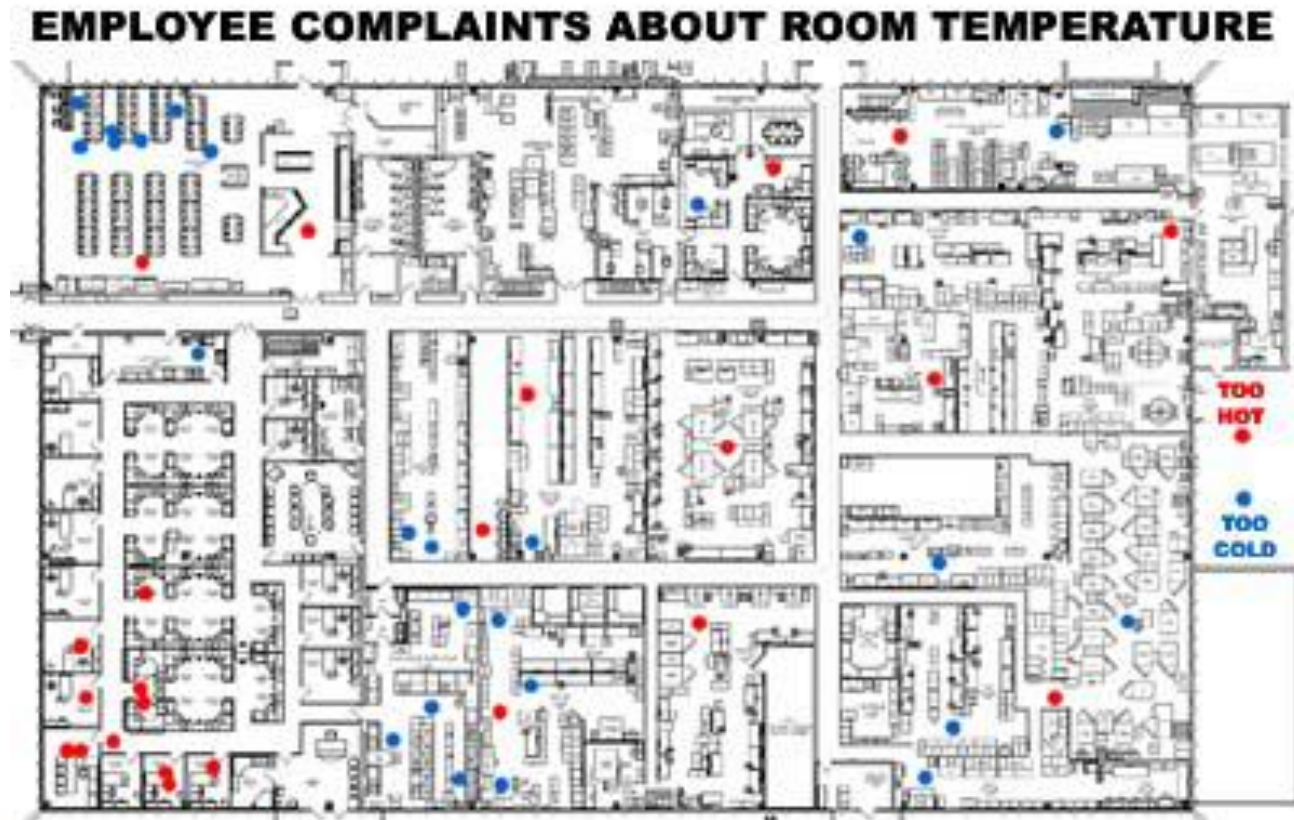 EMPLOYEE COMPLAINTS ABOUT ROOM TEMPERATURE
TOO
HOT
TOO
COLD